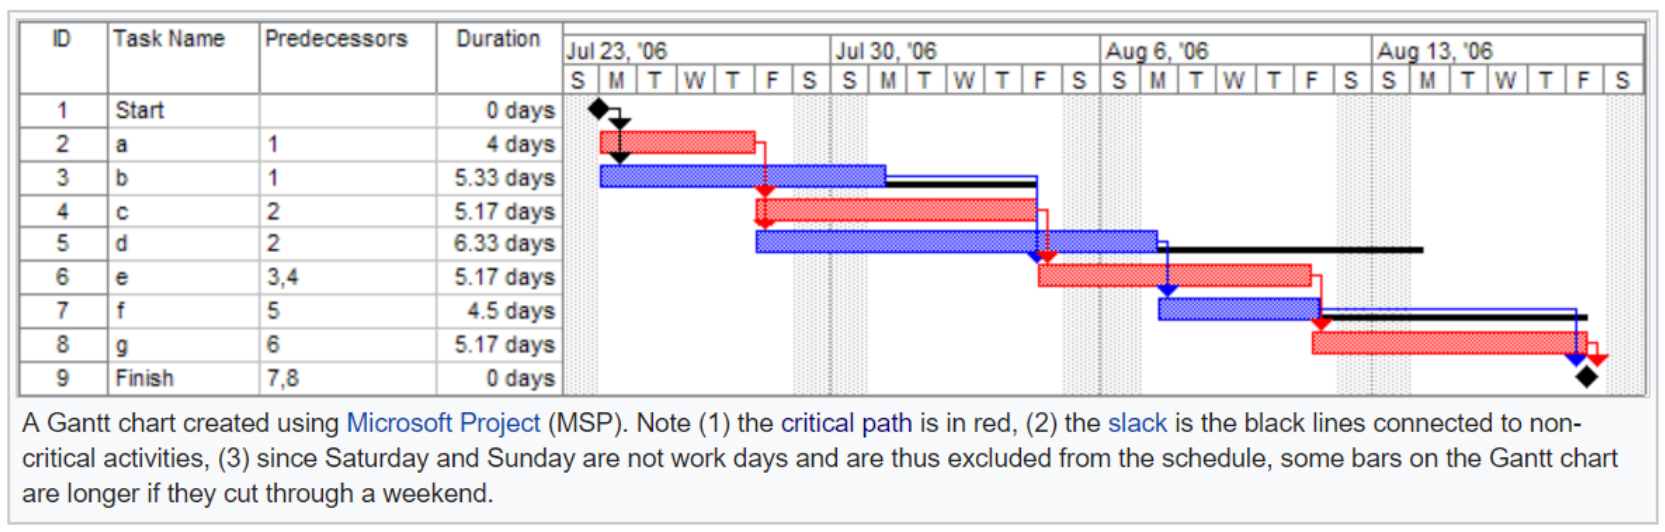 ID Task Name Predecessors Duration
Jul 23, '06 Jul 30, '06 Aug 6, '06 Aug 13, '06
S M T W T F S S M T W T F S S M T W T F S S M T W T F S
1 Start 0 days
2 a 1 4 days
3 b 1 5.33 days
4 c 2 5.17 days
5 d 2 6.33 days
6 e 3,4 5.17 days
7 f 5 4.5 days
8 g 6 5.17 days
9 Finish 7,8 0 days
A Gantt chart created using Microsoft Project (MSP). Note (1) the critical path is in red, (2) the slack is the black lines connected to non-
critical activities, (3) since Saturday and Sunday are not work days and are thus excluded from the schedule, some bars on the Gantt chart
are longer if they cut through a weekend.